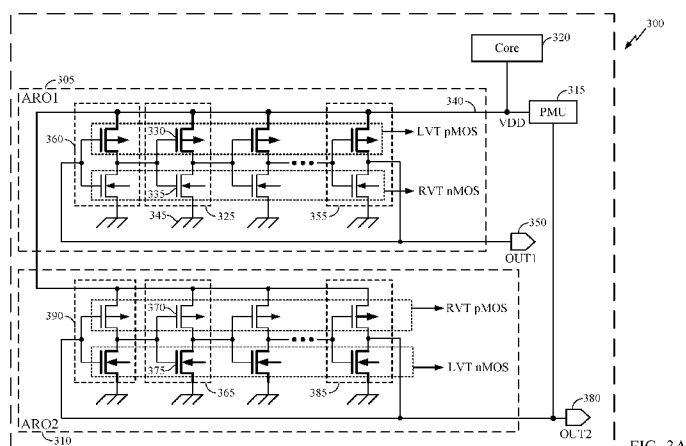 300
Core
320
305
ARO1
340
315
PMU
VDD
360
330
LVT pMOS
335
RVT nMOS
345
325
355
350
OUT1
390
370
RVT pMOS
375
LVT nMOS
365
385
380
OUT2
ARO2
310
FIG. 3A